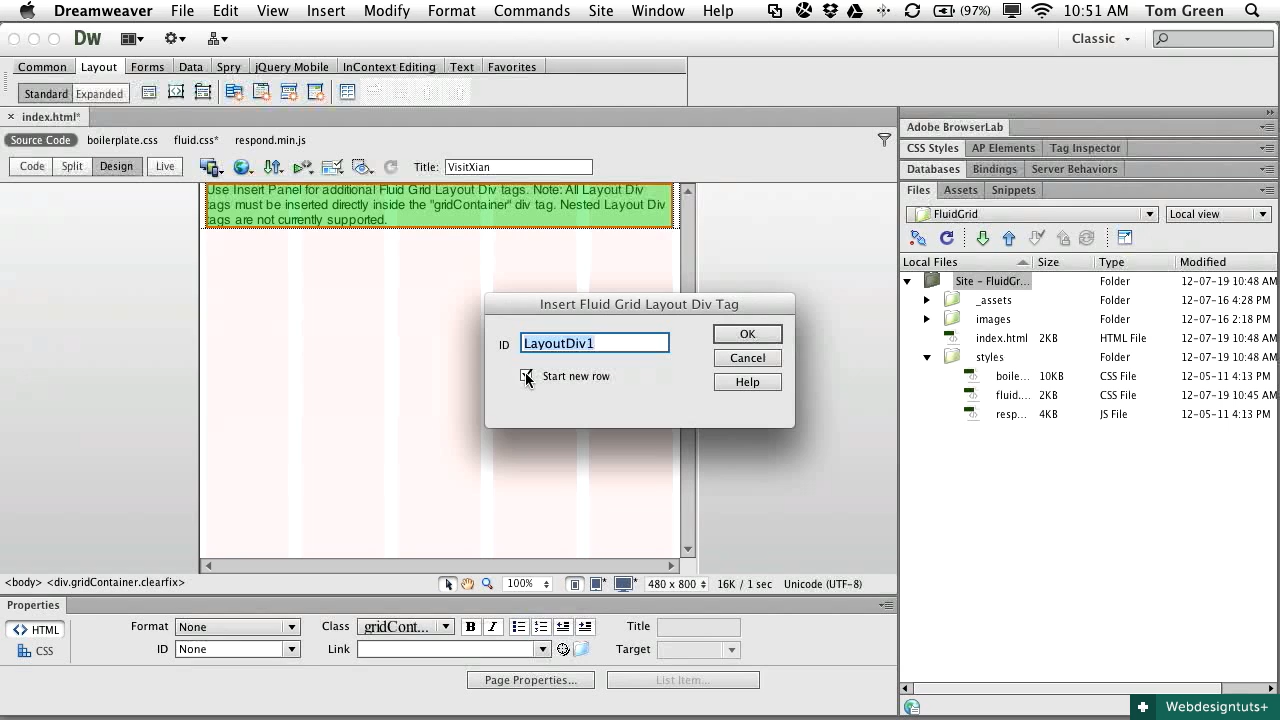 Dreamweaver File Edit View Insert Modify Format Commands Site Window Help (97%) 10:51 AM Tom Green
Dw Classic
Common Layout Forms Data Spry jQuery Mobile InContext Editing Text Favorites
Standard Expanded
index.html*
Source Code boilerplate.css fluid.css* respond.min.js
Code Split Design Live Title: VisitXian
Use Insert Panel for additional Fluid Grid Layout Div tags. Note: All Layout Div
tags must be inserted directly inside the "gridContainer" div tag. Nested Layout Div
tags are not currently supported.
Insert Fluid Grid Layout Div Tag
ID LayoutDiv1 OK
Start new row
Cancel
Help
<body> <div.gridContainer.clearfix> 100% 480 x 800 16K / 1 sec Unicode (UTF-8)
Properties
HTML Format None Class gridCont... B I Title
CSS ID None Link Target
Page Properties... List Item...
Adobe BrowserLab
CSS Styles AP Elements Tag Inspector
Databases Bindings Server Behaviors
Files Assets Snippets
FluidGrid Local view
Local Files Size Type Modified
Site - FluidGr... Folder 12-07-19 10:48 AM
_assets Folder 12-07-16 4:28 PM
images Folder 12-07-16 2:18 PM
index.html 2KB HTML File 12-07-19 10:48 AM
styles Folder 12-07-19 10:48 AM
boile... 10KB CSS File 12-05-11 4:13 PM
fluid.... 2KB CSS File 12-07-19 10:45 AM
resp... 4KB JS File 12-05-11 4:13 PM
Webdesigntuts+